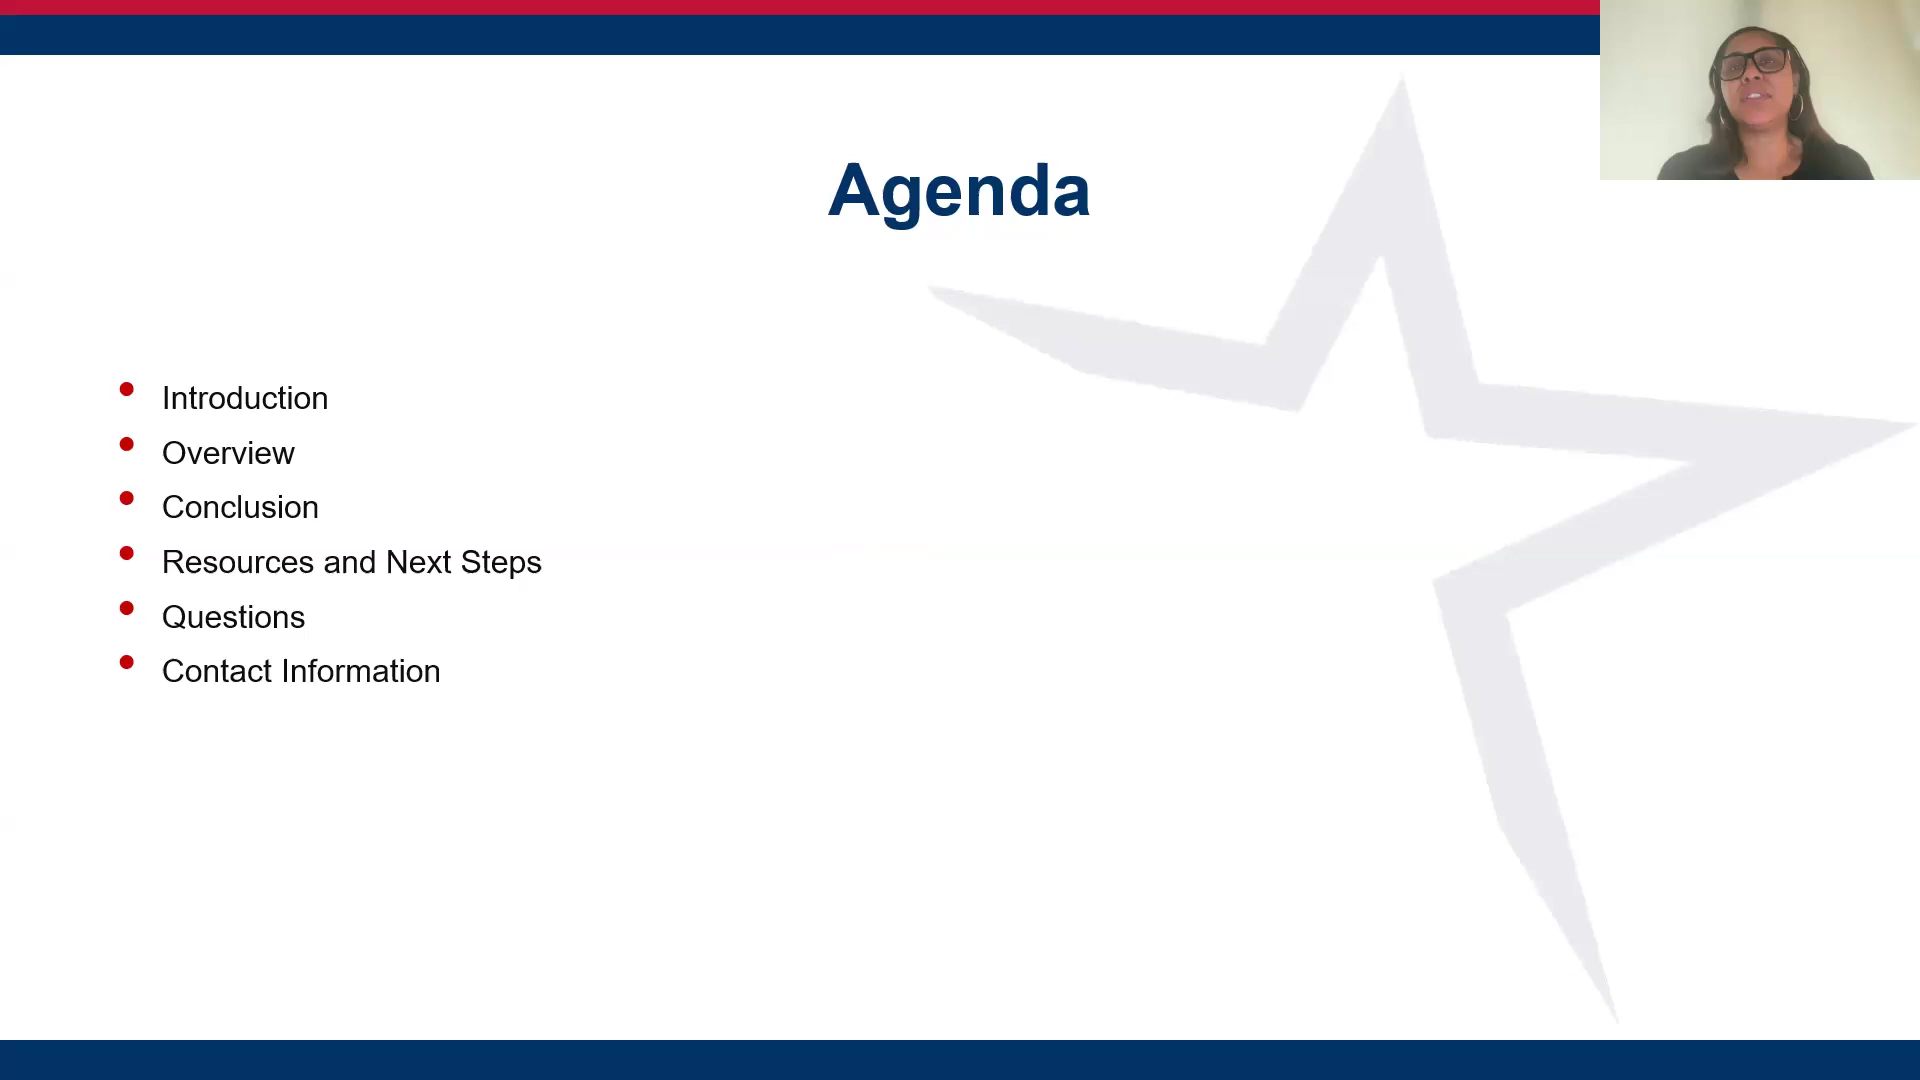 Agenda
Introduction
Overview
Conclusion
Resources and Next Steps
Questions
Contact Information